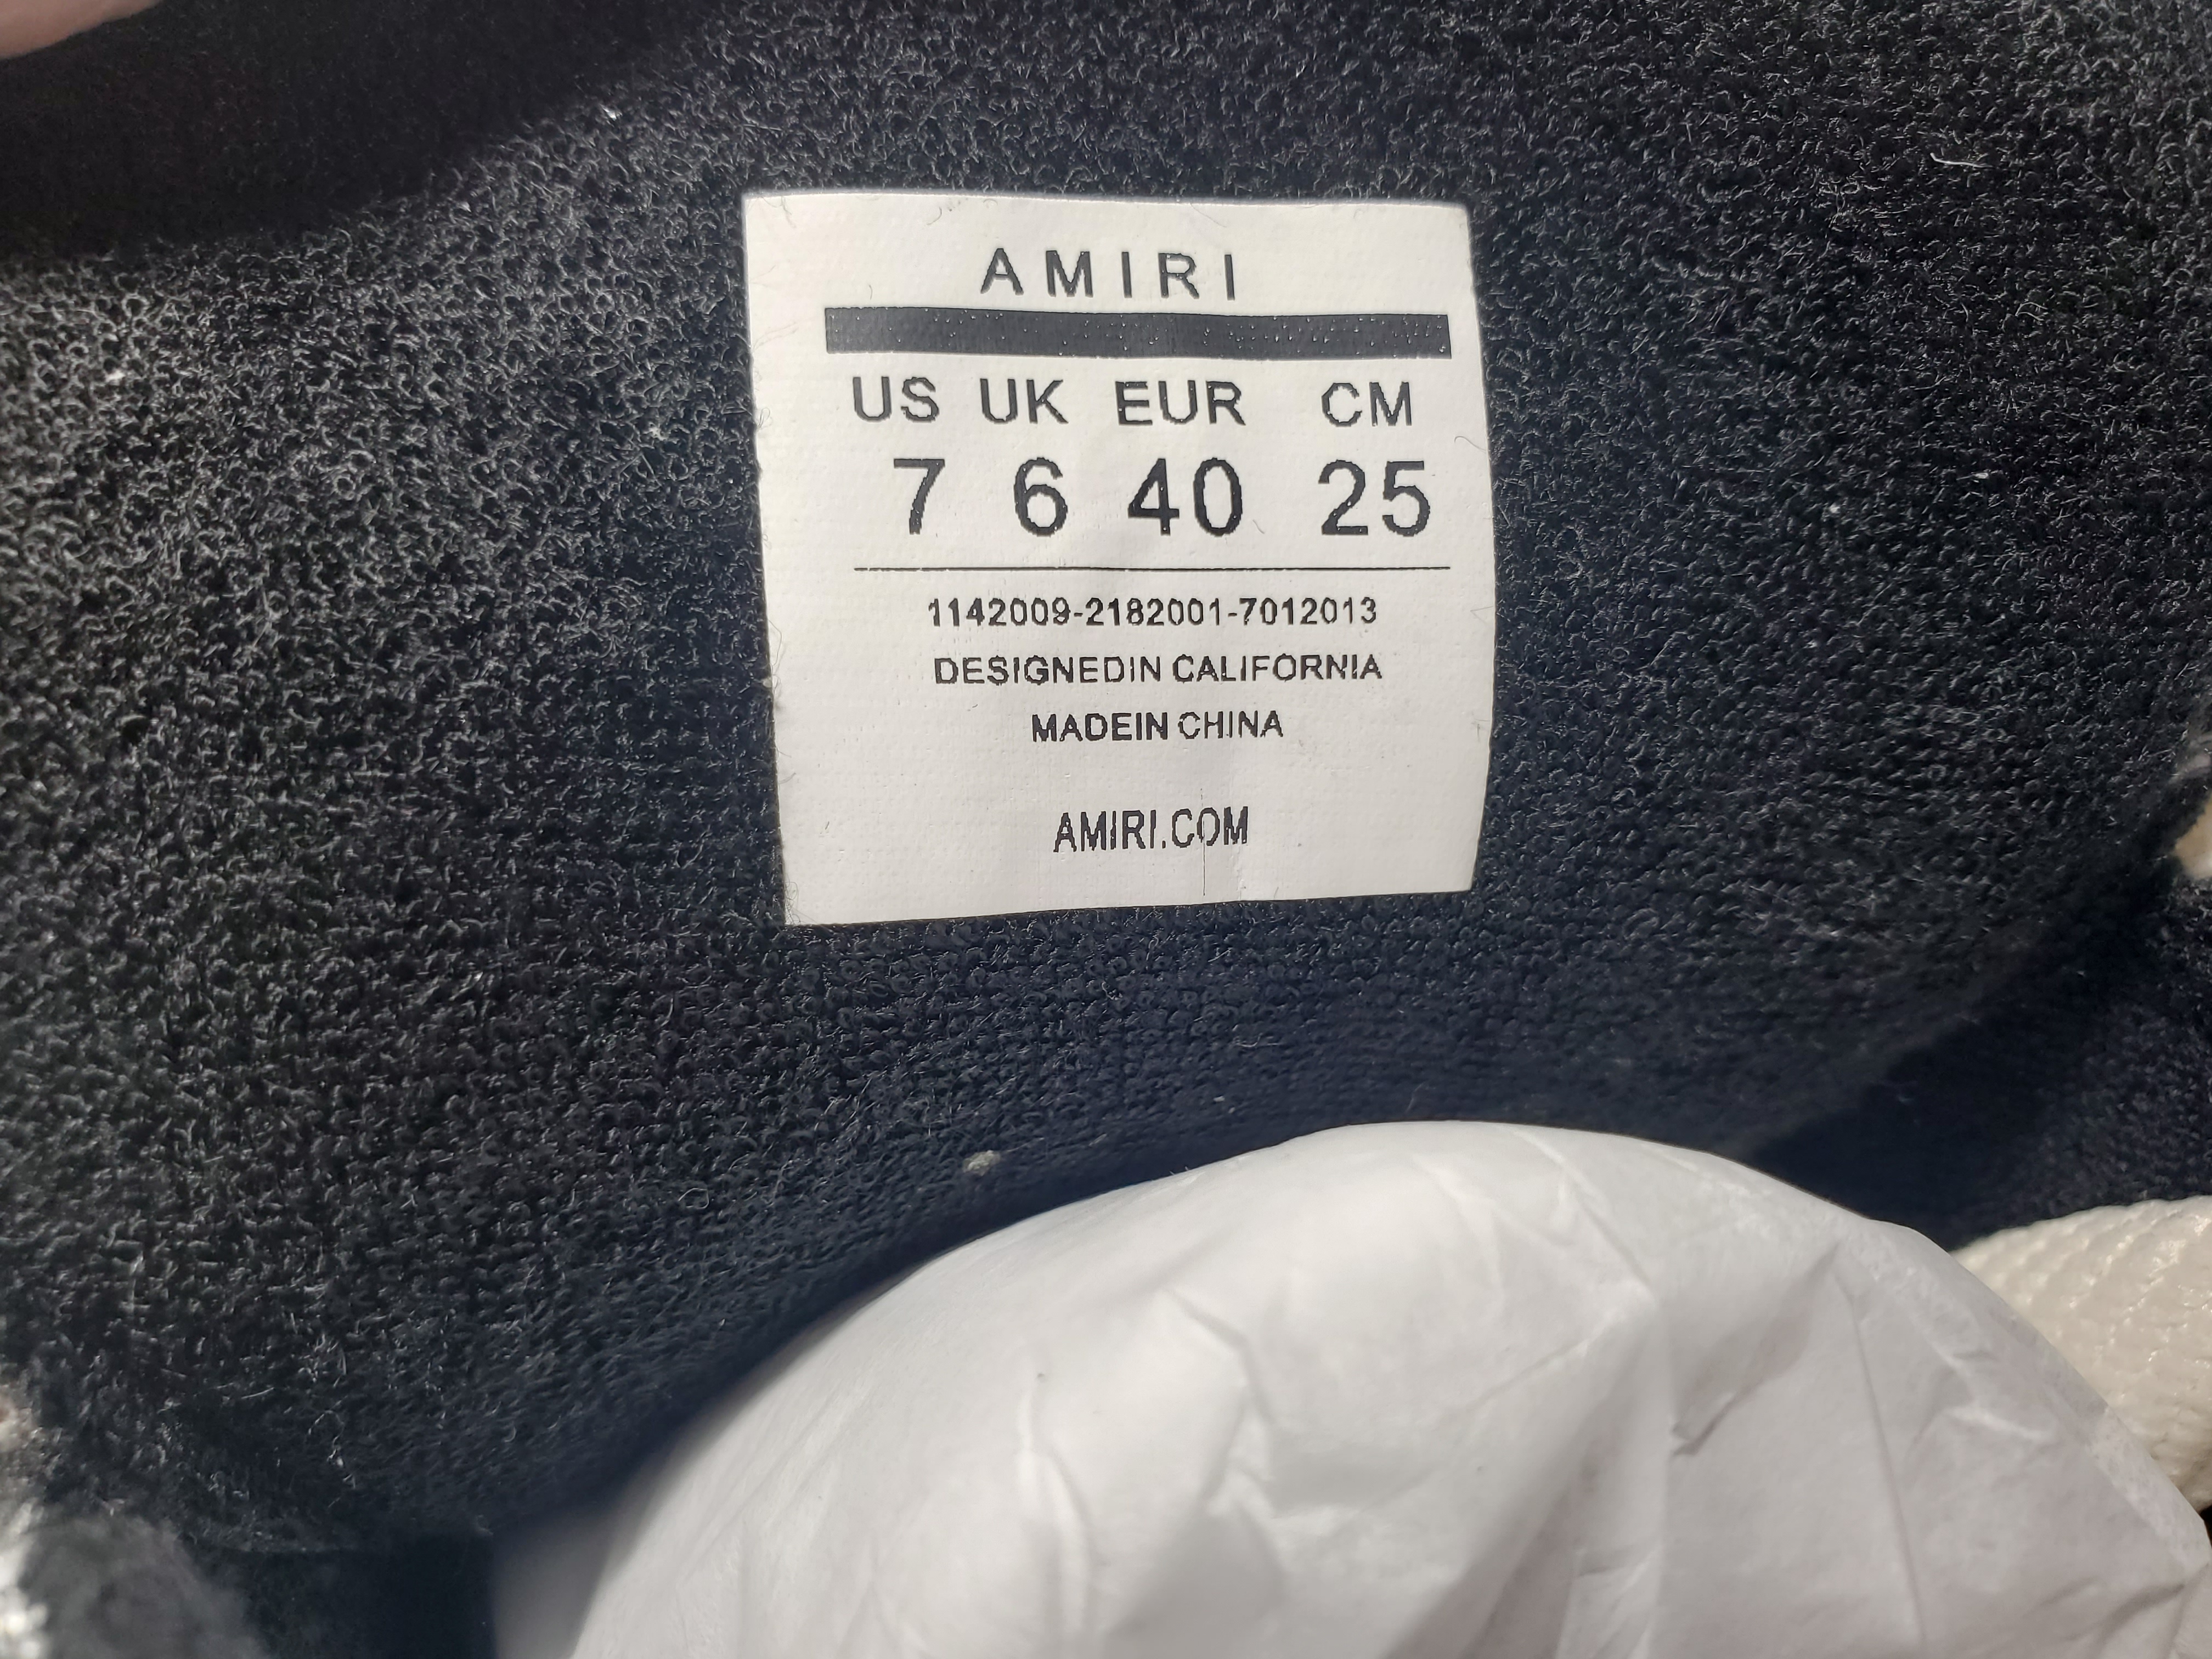 AMIRI
US UK EUR CM
7 6 40 25
1142009-2182001-7012013
DESIGNEDIN CALIFORNIA
MADEIN CHINA
AMIRI.COM